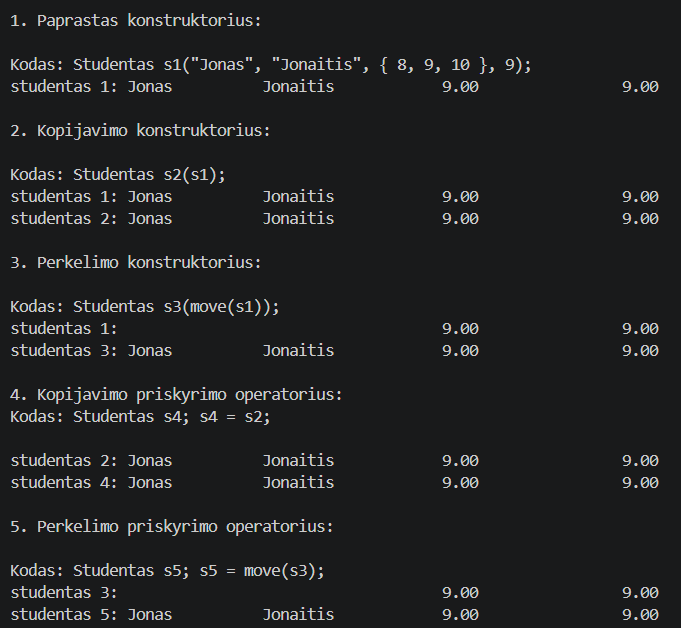 1. Paprastas konstruktorius:
Kodas: Studentas s1("Jonas", "Jonaitis", { 8, 9, 10 }, 9);
studentas 1: Jonas Jonaitis 9.00 9.00
2. Kopijavimo konstruktorius:
Kodas: Studentas s2(s1);
studentas 1: Jonas Jonaitis 9.00 9.00
studentas 2: Jonas Jonaitis 9.00 9.00
3. Perkelimo konstruktorius:
Kodas: Studentas s3(move(s1));
studentas 1: 9.00 9.00
studentas 3: Jonas Jonaitis 9.00 9.00
4. Kopijavimo priskyrimo operatorius:
Kodas: Studentas s4; s4 = s2;
studentas 2: Jonas Jonaitis 9.00 9.00
studentas 4: Jonas Jonaitis 9.00 9.00
5. Perkelimo priskyrimo operatorius:
Kodas: Studentas s5; s5 = move(s3);
studentas 3: 9.00 9.00
studentas 5: Jonas Jonaitis 9.00 9.00